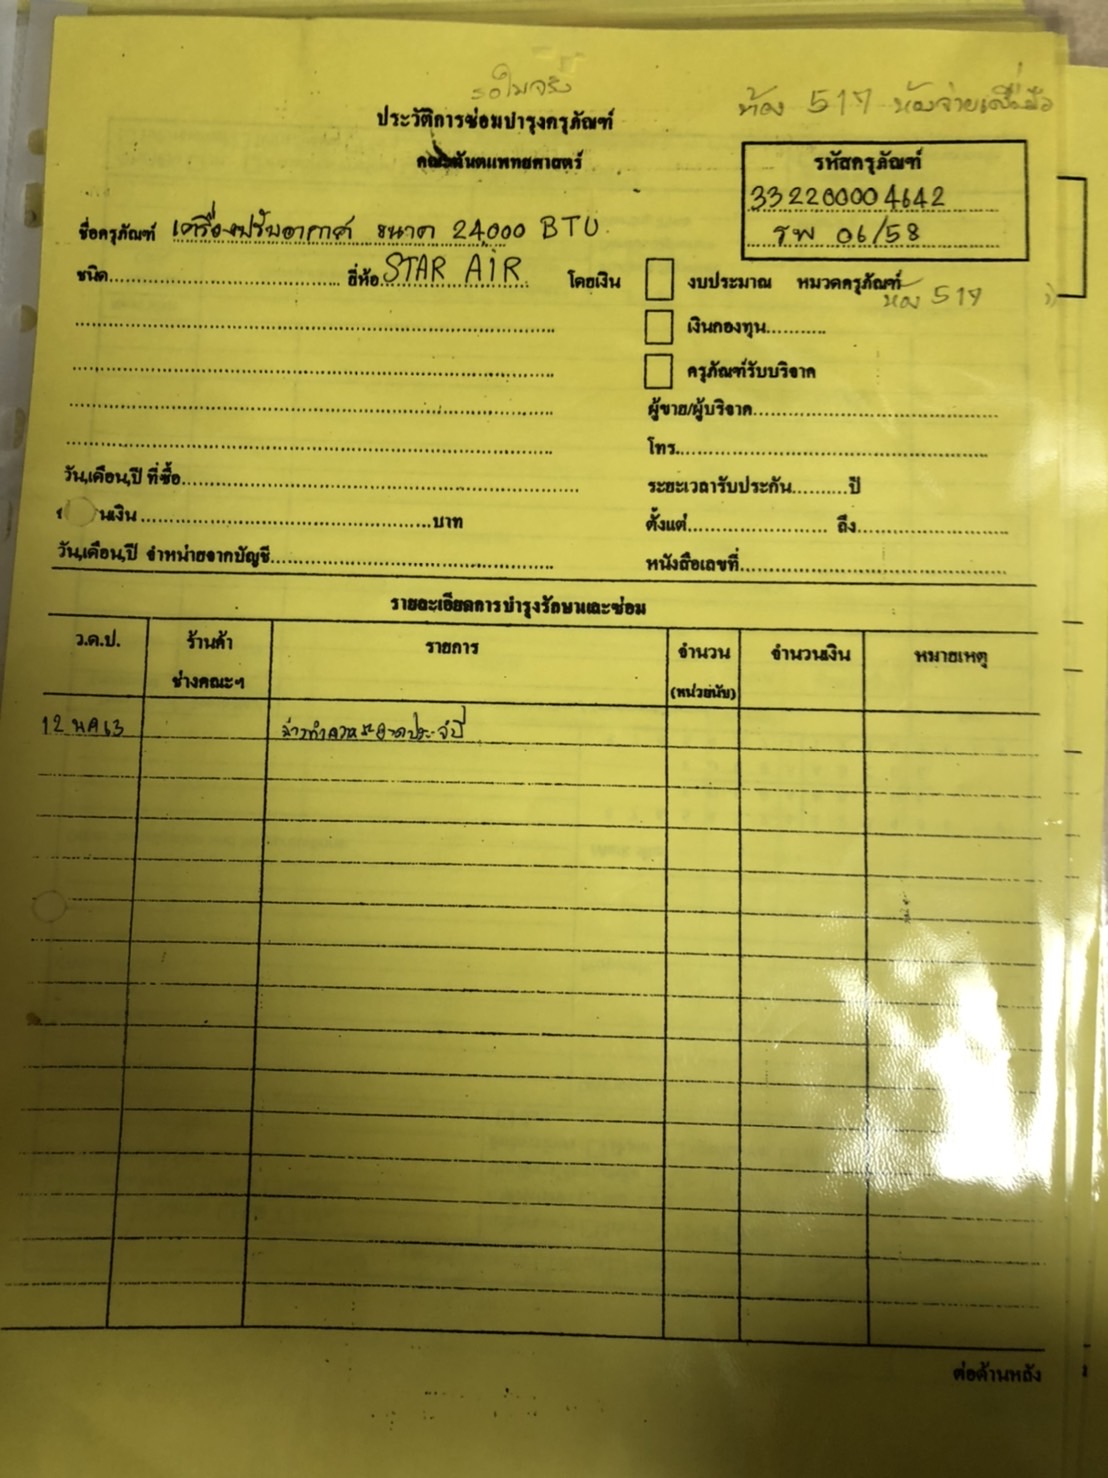 รอใบจริง
ห้อง 517 ห้องจ่ายเครื่องมือ
ประวัติการซ่อมบำรุงครุภัณฑ์
คณะทันตแพทยศาสตร์
รหัสครุภัณฑ์
332200004642
รพ 06/58
ชื่อครุภัณฑ์ เครื่องปรับอากาศ ขนาด 24,000 BTU
ชนิด.................... ยี่ห้อ STAR AIR โดยเงิน งบประมาณ หมวดครุภัณฑ์
ห้อง 517
เงินกองทุน...........
ครุภัณฑ์รับบริจาค
ผู้ขาย/ผู้บริจาค....................
โทร.....................
วัน,เดือน,ปี ที่ซื้อ....................
ระยะเวลารับประกัน..........ปี
นเงิน....................บาท
ตั้งแต่.................... ถึง....................
วัน,เดือน,ปี จำหน่ายจากบัญชี....................
หนังสือเลขที่....................
รายละเอียดการบำรุงรักษาและซ่อม
ว.ด.ป. ร้านค้า รายการ จำนวน จำนวนเงิน หมายเหตุ
ช่างคณะฯ (หน่วยนับ)
12 มค 63 ล้างทำความสะอาดประจำปี
ต่อด้านหลัง